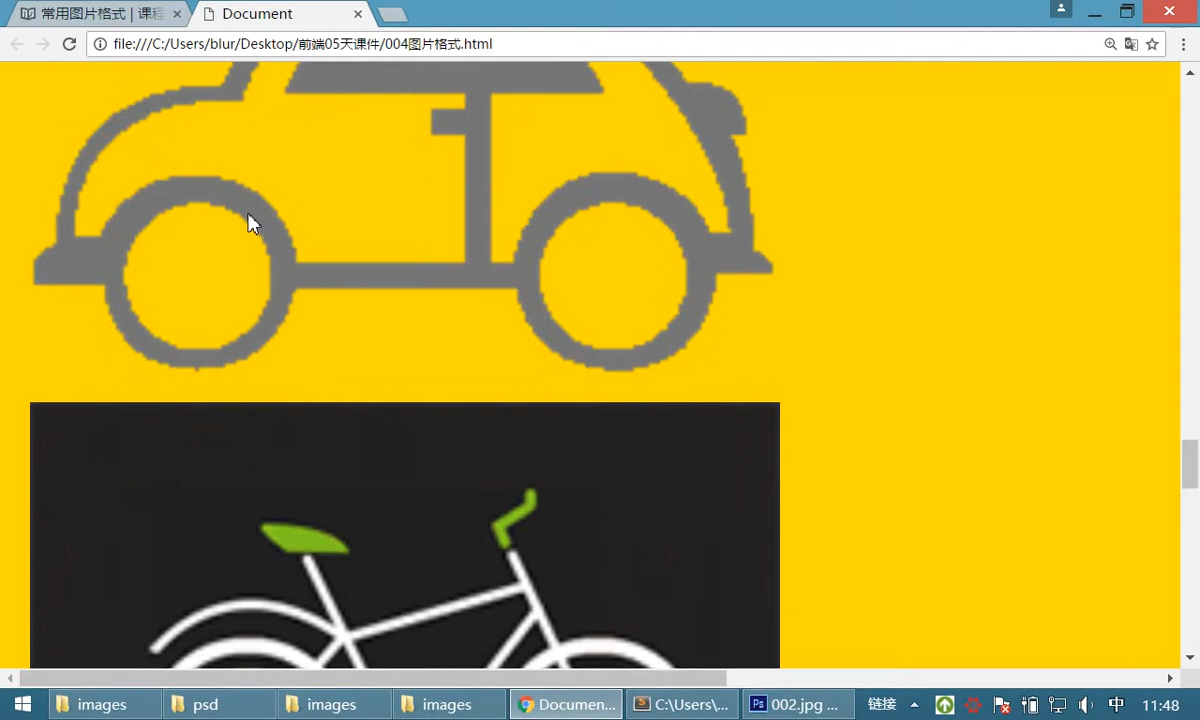 常用图片格式 | 课程
Document
file:///C:/Users/blur/Desktop/前端05天课件/004图片格式.html
images
psd
images
images
Documen...
C:\Users\...
002.jpg ...
链接
中
11:48